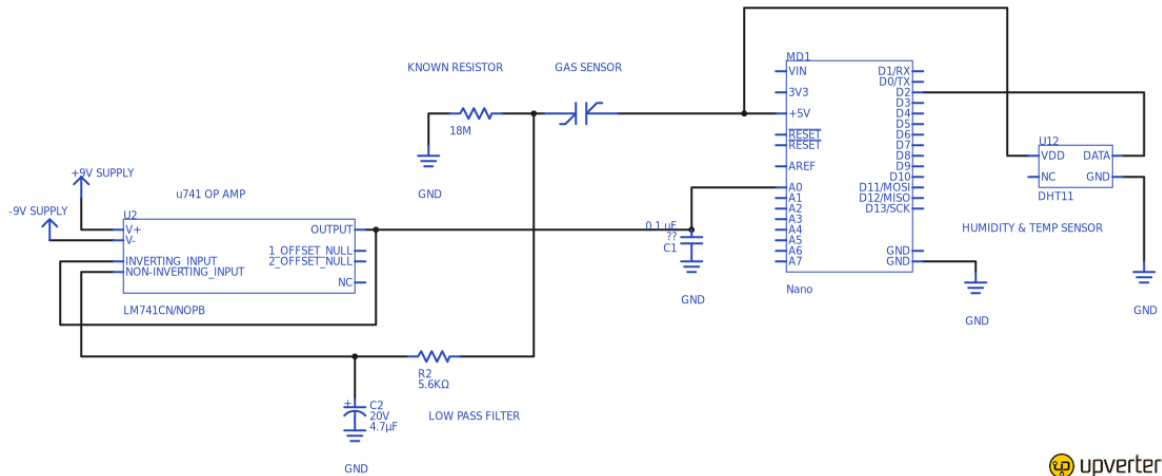 KNOWN RESISTOR
GAS SENSOR
18M
GND
+9V SUPPLY
-9V SUPPLY
u741 OP AMP
U2
V+
V-
INVERTING_INPUT
NON-INVERTING_INPUT
OUTPUT
1_OFFSET_NULL
2_OFFSET_NULL
NC
LM741CN/NOPB
R2
5.6KΩ
LOW PASS FILTER
C2
20V
4.7µF
+
GND
0.1 uF
??
C1
GND
MD1
VIN
3V3
+5V
RESET
RESET
AREF
A0
A1
A2
A3
A4
A5
A6
A7
D1/RX
D0/TX
D2
D3
D4
D5
D6
D7
D8
D9
D10
D11/MOSI
D12/MISO
D13/SCK
GND
GND
Nano
GND
U12
VDD
NC
DATA
GND
DHT11
HUMIDITY & TEMP SENSOR
GND
upverter